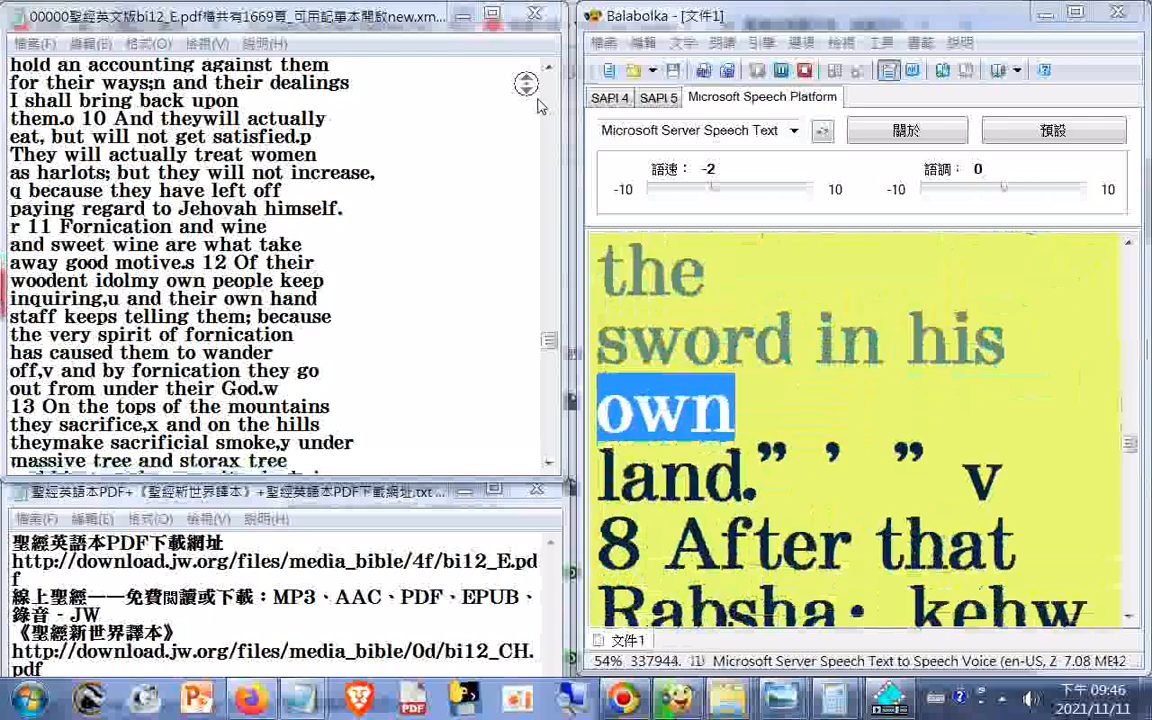 00000聖經英文版bi12_E.pdf檔共有1669頁_可用記事本開啟new.xm...
檔案(F) 編輯(E) 格式(O) 檢視(V) 說明(H)
hold an accounting against them
for their ways;n and their dealings
I shall bring back upon
them.o 10 And theywill actually
eat, but will not get satisfied.p
They will actually treat women
as harlots; but they will not increase,
q because they have left off
paying regard to Jehovah himself.
r 11 Fornication and wine
and sweet wine are what take
away good motive.s 12 Of their
woodent idolmy own people keep
inquiring,u and their own hand
staff keeps telling them; because
the very spirit of fornication
has caused them to wander
off,v and by fornication they go
out from under their God.w
13 On the tops of the mountains
they sacrifice,x and on the hills
theymake sacrificial smoke,y under
massive tree and storax tree
聖經英語本PDF+《聖經新世界譯本》+聖經英語本PDF下載網址.txt ...
檔案(F) 編輯(E) 格式(O) 檢視(V) 說明(H)
聖經英語本PDF下載網址
http://download.jw.org/files/media_bible/4f/bi12_E.pd
f
線上聖經——免費閱讀或下載：MP3、AAC、PDF、EPUB、
錄音 - JW
《聖經新世界譯本》
http://download.jw.org/files/media_bible/0d/bi12_CH.
pdf
Balabolka - [文件1]
檔案 編輯 文字 朗讀 引擎 選項 檢視 工具 書籤 說明
SAPI 4 SAPI 5 Microsoft Speech Platform
Microsoft Server Speech Text
關於 預設
語速： -2 語調： 0
-10 10 -10 10
the
sword in his
own
land.” ’ ” v
8 After that
Rabsha· kehw
文件1
54% 337944. Microsoft Server Speech Text to Speech Voice (en-US, Z 7.08 ME42
下午 09:46
2021/11/11